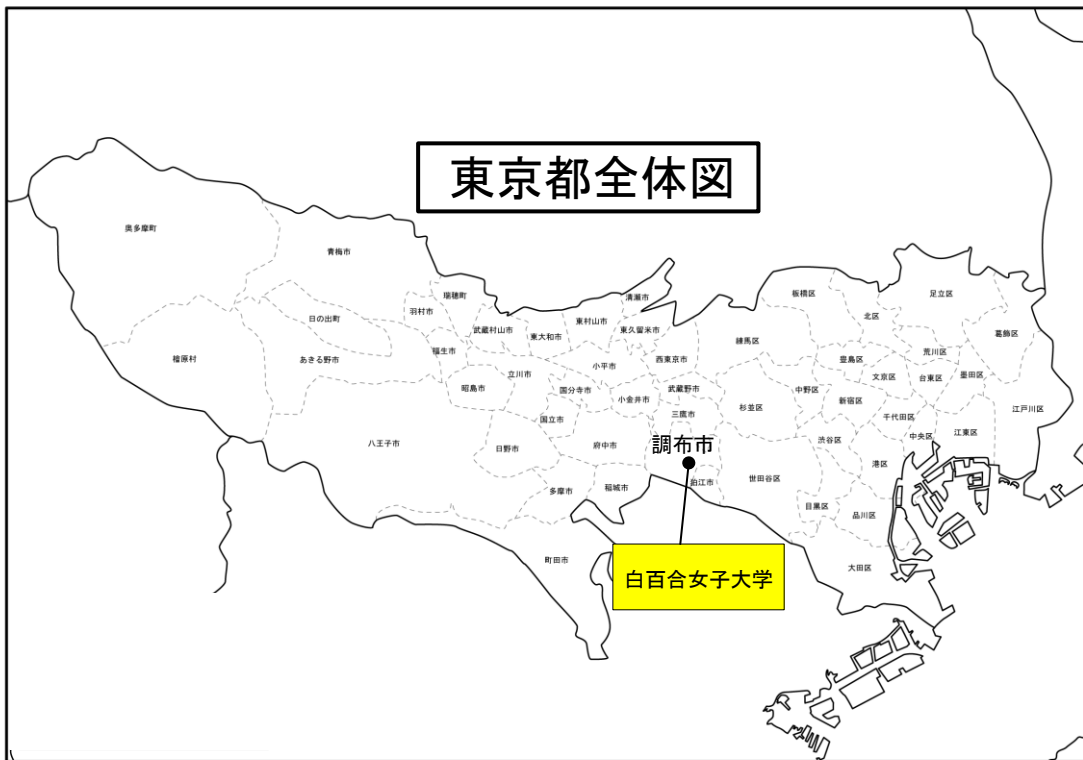 東京都全体図
奥多摩町
青梅市
瑞穂町
羽村市
日の出町
檜原村
あきる野市
福生市
武蔵村山市
東大和市
東村山市
清瀬市
東久留米市
西東京市
小平市
立川市
昭島市
国分寺市
小金井市
武蔵野市
三鷹市
国立市
府中市
日野市
八王子市
多摩市
稲城市
調布市
狛江市
町田市
白百合女子大学
板橋区
北区
足立区
葛飾区
練馬区
荒川区
豊島区
文京区
台東区
墨田区
中野区
杉並区
新宿区
千代田区
江戸川区
渋谷区
中央区
江東区
港区
世田谷区
目黒区
品川区
大田区